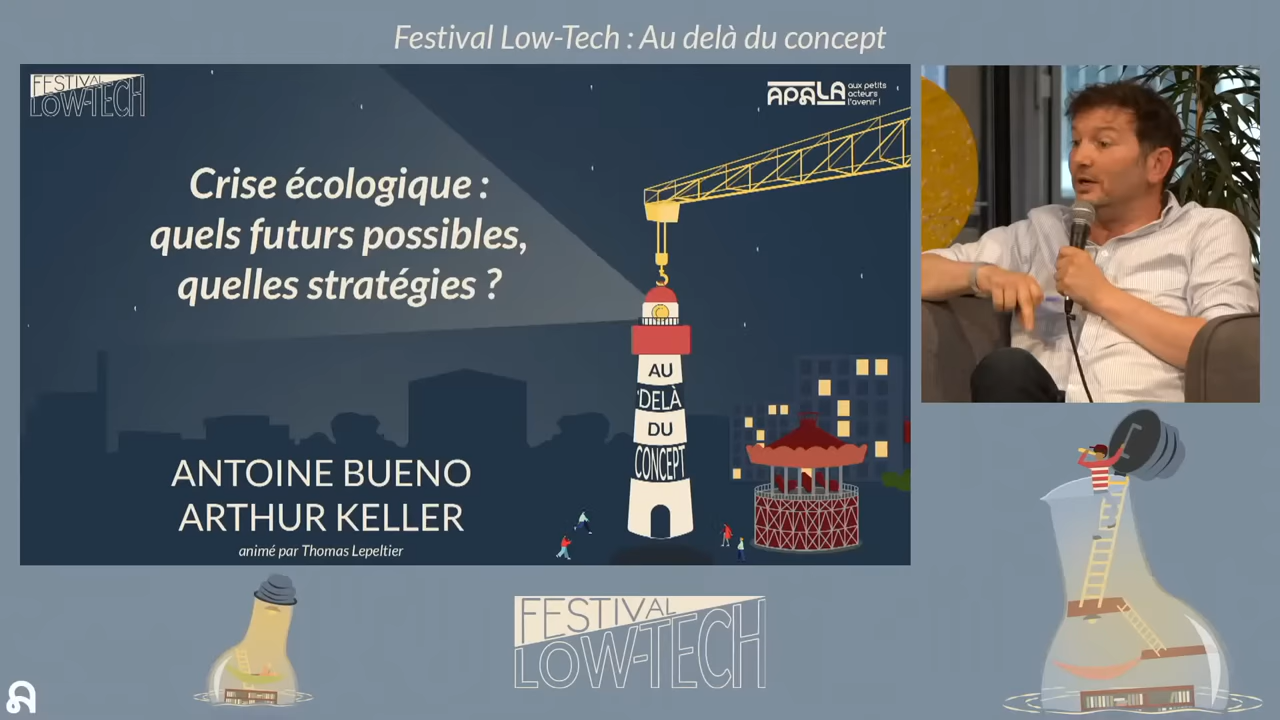 Festival Low-Tech : Au delà du concept
FESTIVAL
LOW-TECH
APALA
aux petits
acteurs
l'avenir !
Crise écologique :
quels futurs possibles,
quelles stratégies ?
AU
DELÀ
DU
CONCEPT
ANTOINE BUENO
ARTHUR KELLER
animé par Thomas Lepeltier
FESTIVAL
LOW-TECH